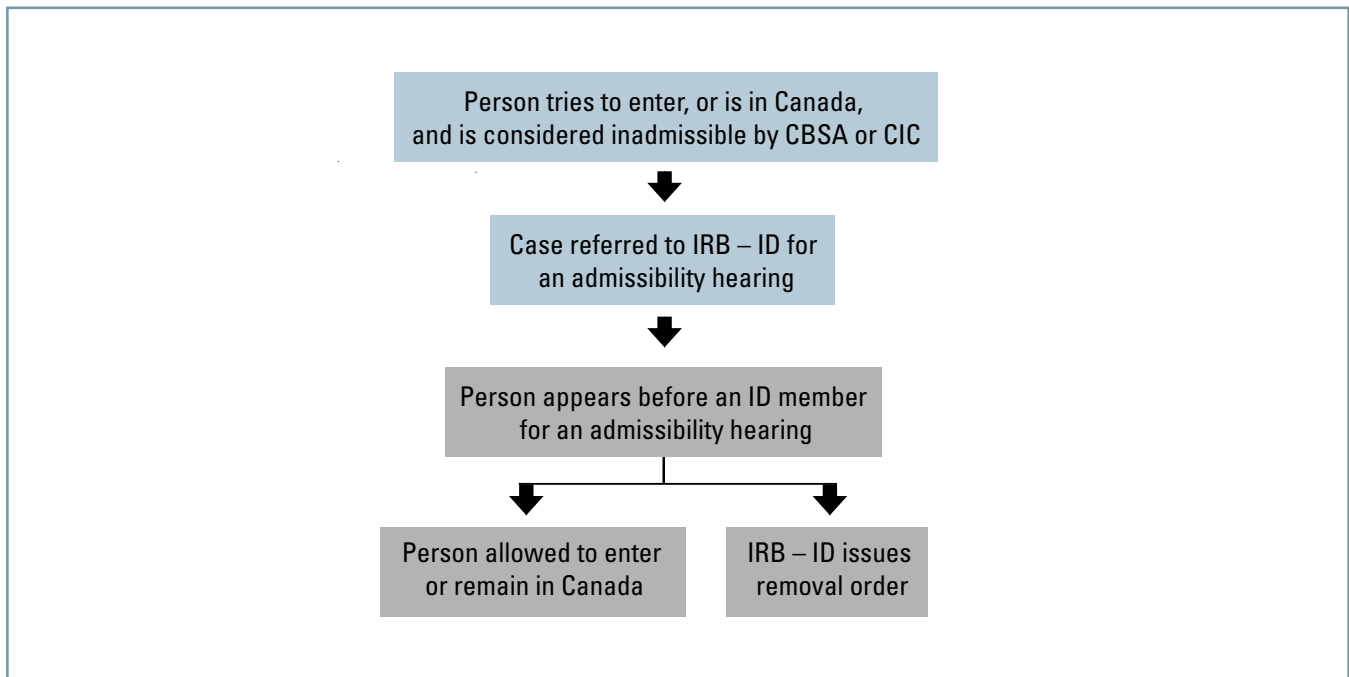 Person tries to enter, or is in Canada,
and is considered inadmissible by CBSA or CIC
Case referred to IRB – ID for
an admissibility hearing
Person appears before an ID member
for an admissibility hearing
Person allowed to enter
or remain in Canada
IRB – ID issues
removal order